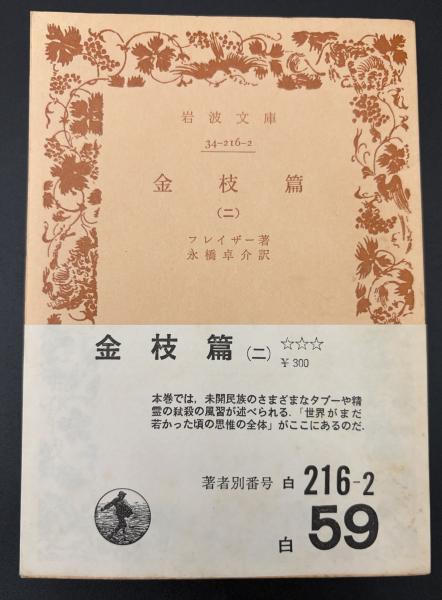 岩波文庫
34-216-2
金枝篇
(二)
フレイザー著
永橋卓介訳
金枝篇(二) ☆☆☆
¥300
本巻では, 未開民族のさまざまなタブーや精
霊の弑殺の風習が述べられる. 「世界がまだ
若かった頃の思惟の全体」がここにあるのだ.
著者別番号 白 216-2
白 59